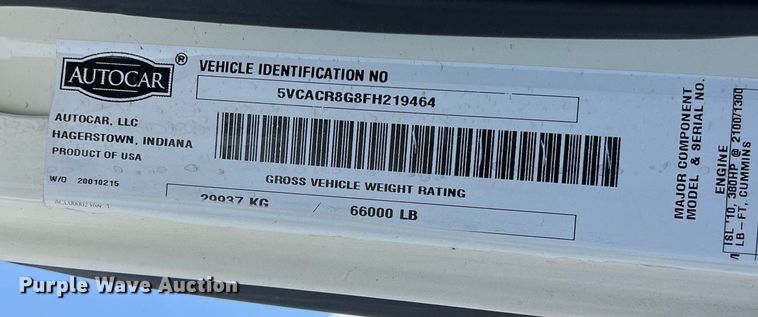 AUTOCAR ®
VEHICLE IDENTIFICATION NO
5VCACR8G8FH219464
AUTOCAR, LLC
HAGERSTOWN, INDIANA
PRODUCT OF USA
W/O 20010215
GROSS VEHICLE WEIGHT RATING
29937 KG / 66000 LB
MAJOR COMPONENT
MODEL & SERIAL NO.
ENGINE
ISL '10, 380HP @ 2100/1300
LB-FT, CUMMINS
Purple Wave Auction